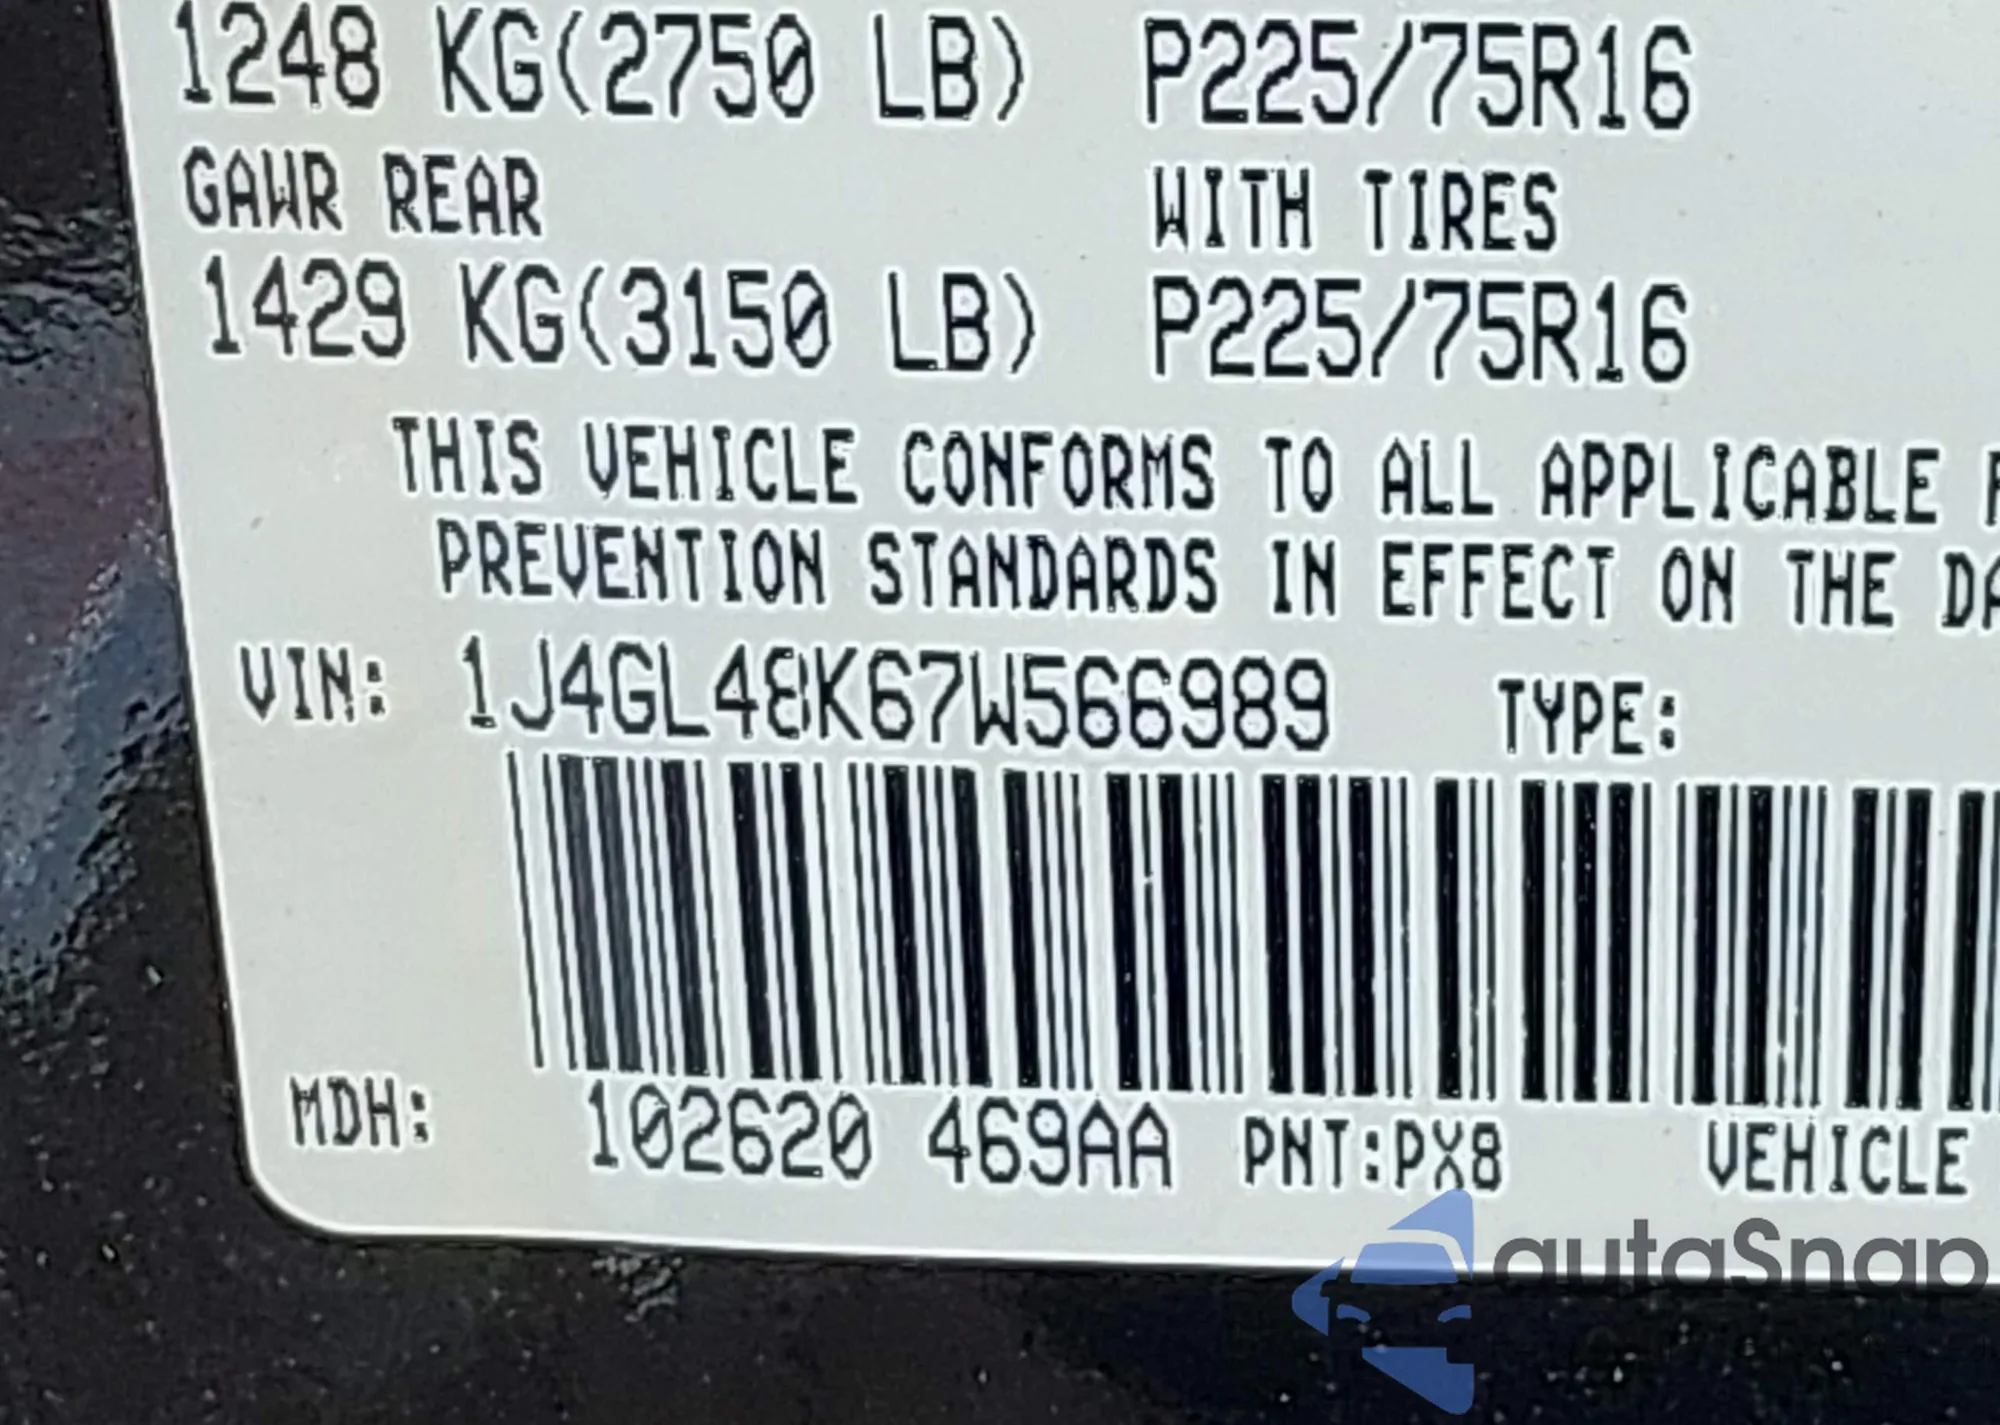 1248 KG(2750 LB) P225/75R16
GAWR REAR WITH TIRES
1429 KG(3150 LB) P225/75R16
THIS VEHICLE CONFORMS TO ALL APPLICABLE F
PREVENTION STANDARDS IN EFFECT ON THE DA
VIN: 1J4GL48K67W566989 TYPE:
MDH: 102620 469AA PNT:PX8 VEHICLE
autoSnap